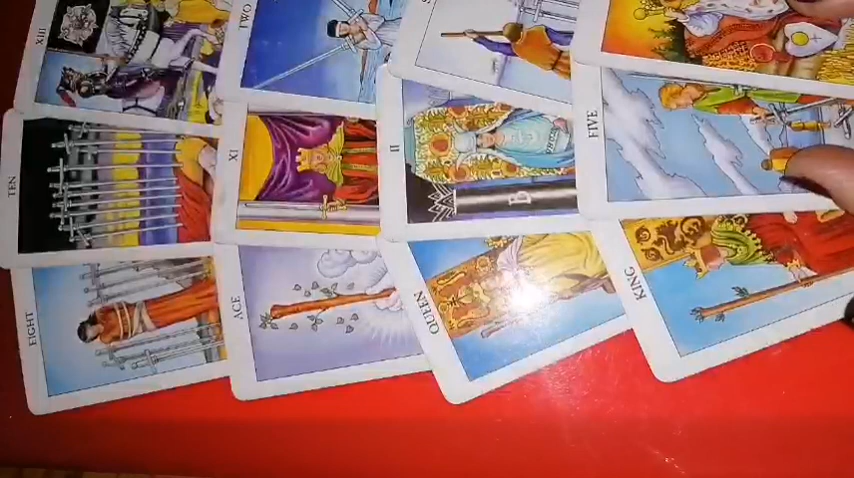 XIII
TWO
S
TEN
XI
II
B
FIVE
EIGHT
ACE
QUEEN
KING